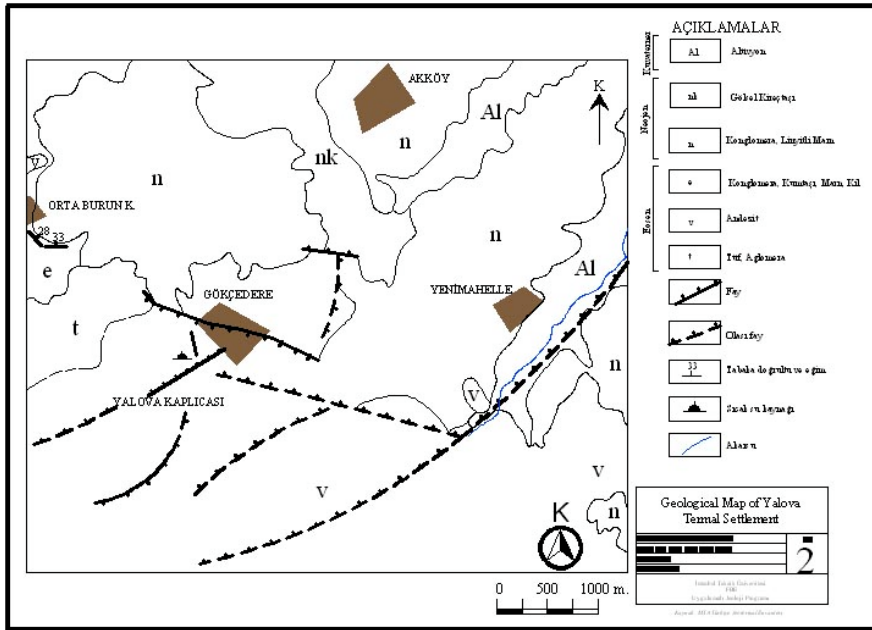 AKKÖY
K
Al
n
nk
n
v
ORTA BURUN K.
28 33
n
Al
e
GÖKÇEDERE
YENİMAHELLE
t
n
v
YALOVA KAPLICASI
v
v
n
K
0 500 1000 m.
AÇIKLAMALAR
Kuvaterner
Al Alüvyon
Neojen
nk Gölsel Kireçtaşı
n Konglomera, Linyitli Marn
Eosen
e Konglomera, Kumtaşı, Marn, Kil
v Andezit
t Tüf, Aglomera
Fay
Olası fay
33 Tabaka doğrultu ve eğim
Sıcak su kaynağı
Akarsu
Geological Map of Yalova
Termal Settlement
2